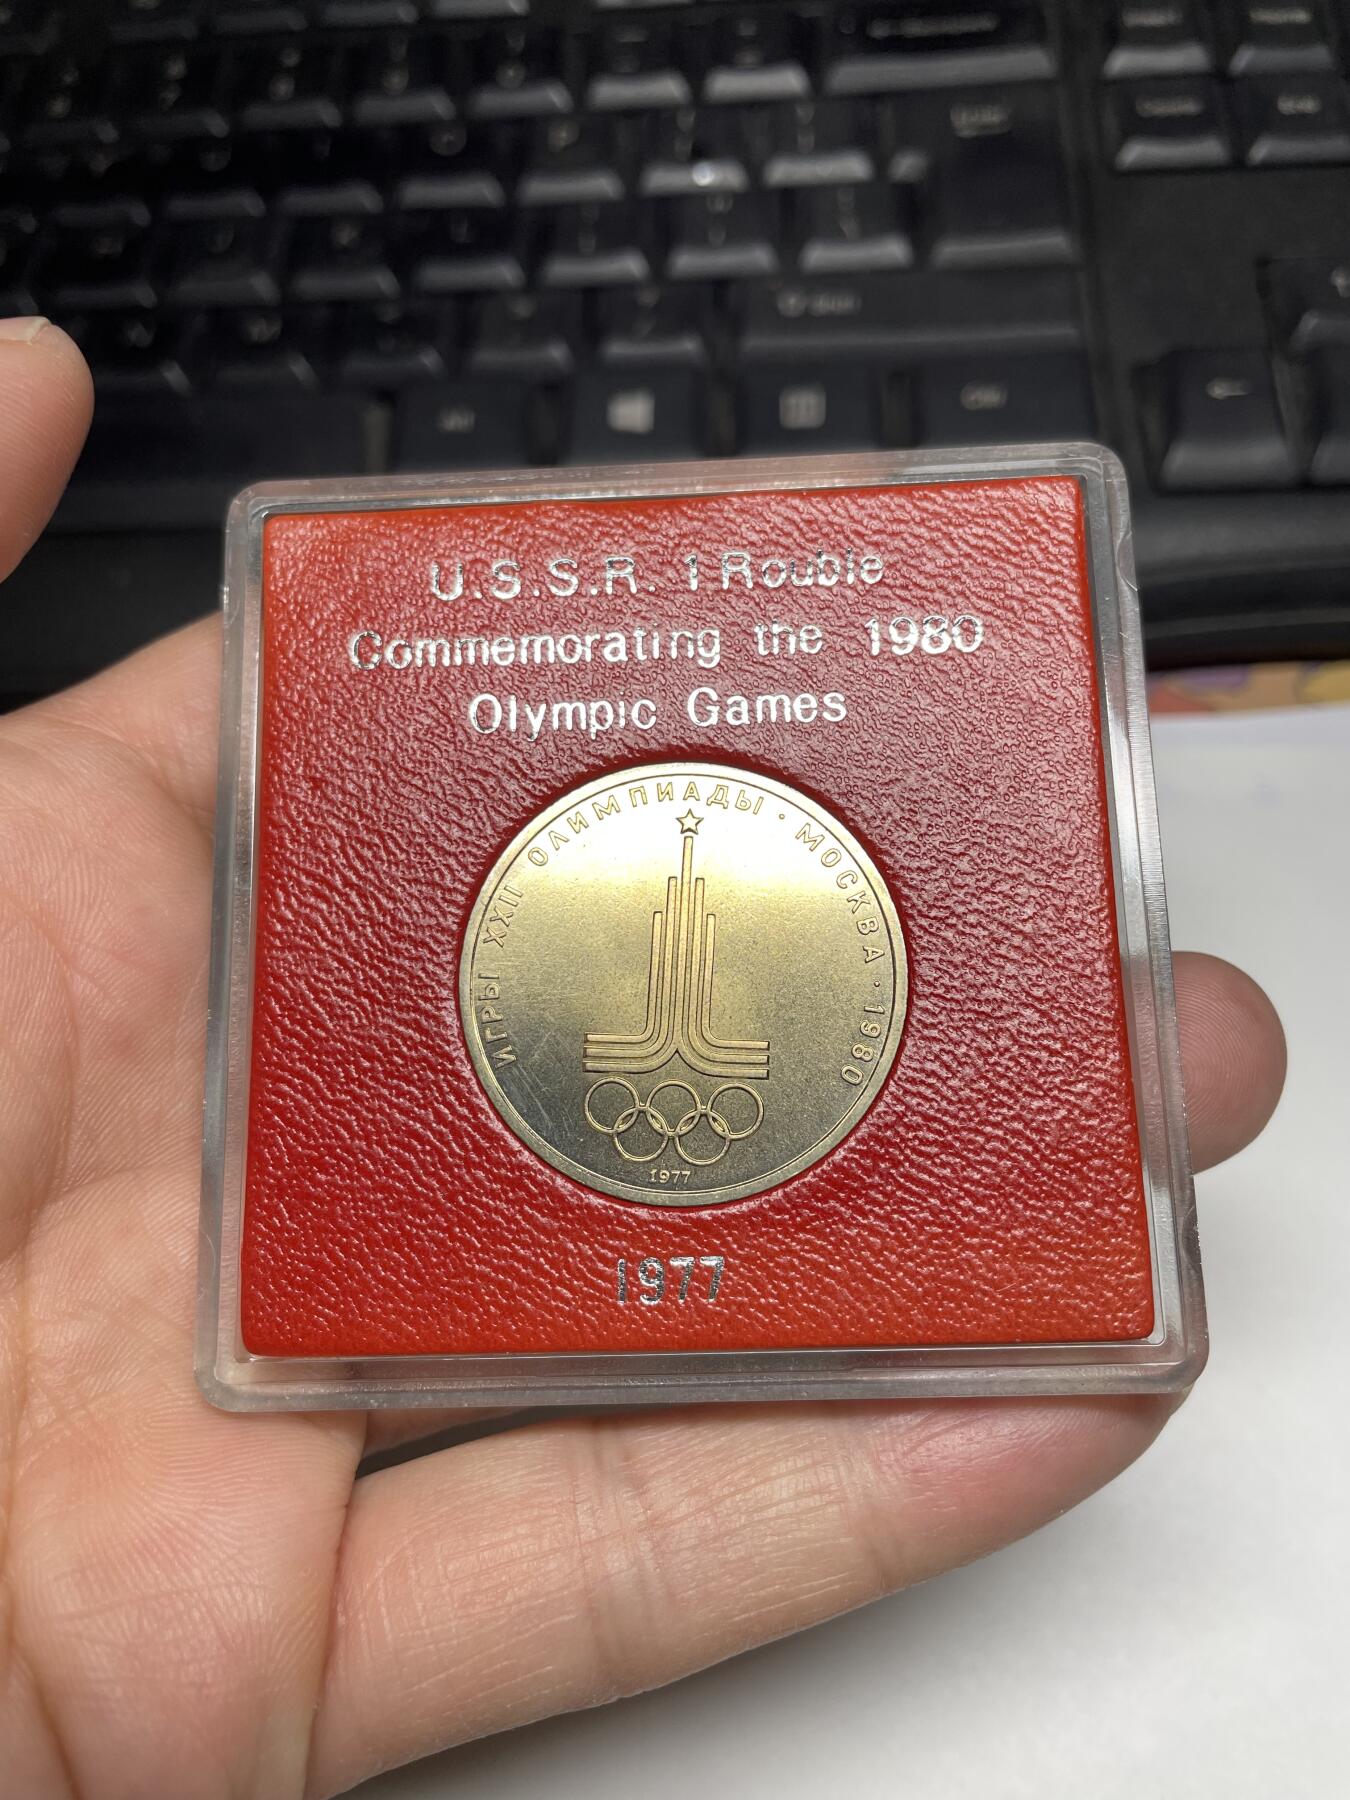 U.S.S.R. 1 Rouble
Commemorating the 1980
Olympic Games
ИГРЫ XXII ОЛИМПИАДЫ · МОСКВА · 1980
1977
1977